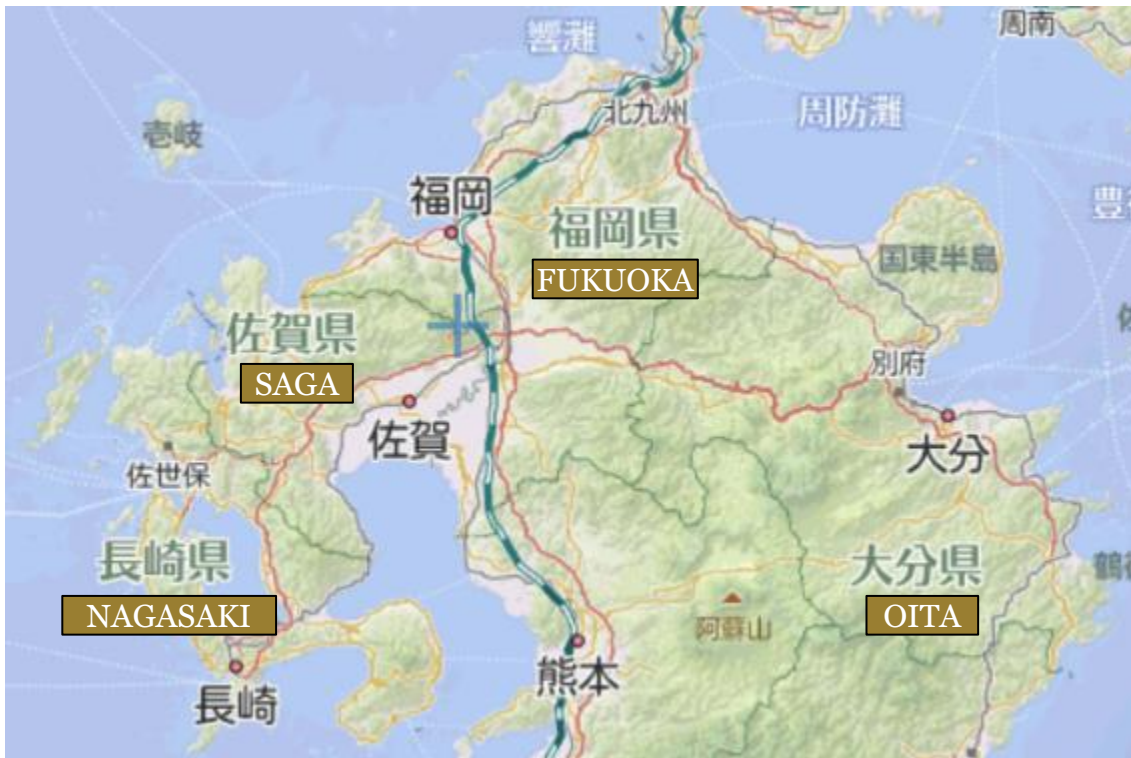 響灘
周南
北九州
周防灘
壱岐
福岡
福岡県
国東半島
FUKUOKA
佐賀県
別府
SAGA
佐賀
大分
佐世保
長崎県
大分県
NAGASAKI
阿蘇山
OITA
熊本
長崎